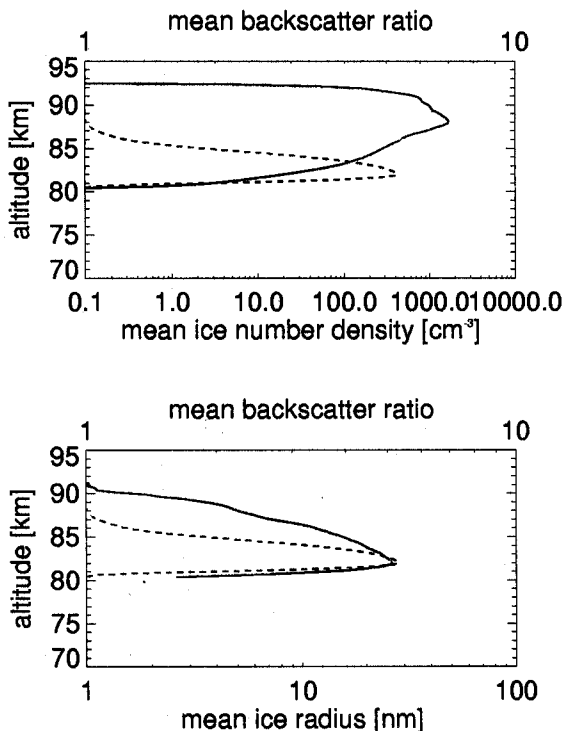 mean backscatter ratio
1 10
95
90
85
80
75
70
altitude [km]
0.1 1.0 10.0 100.0 1000.010000.0
mean ice number density [cm⁻³]
mean backscatter ratio
1 10
95
90
85
80
75
70
altitude [km]
1 10 100
mean ice radius [nm]